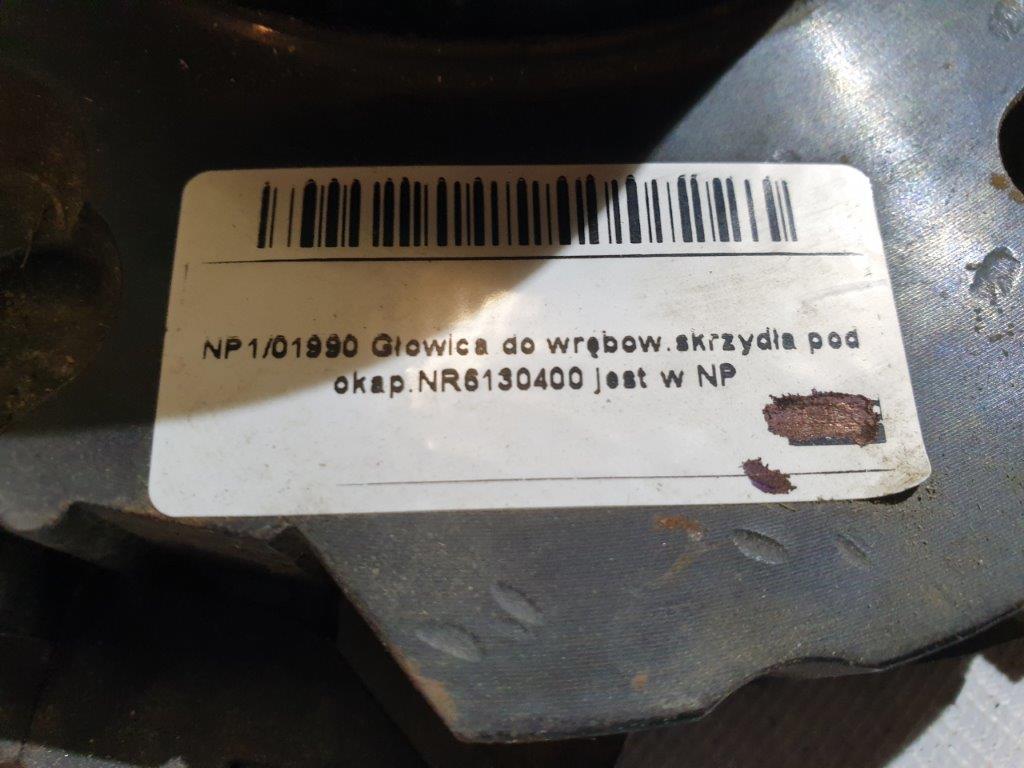 NP1/01990 Głowica do wrębow.skrzydła pod
okap.NR6130400 jest w NP